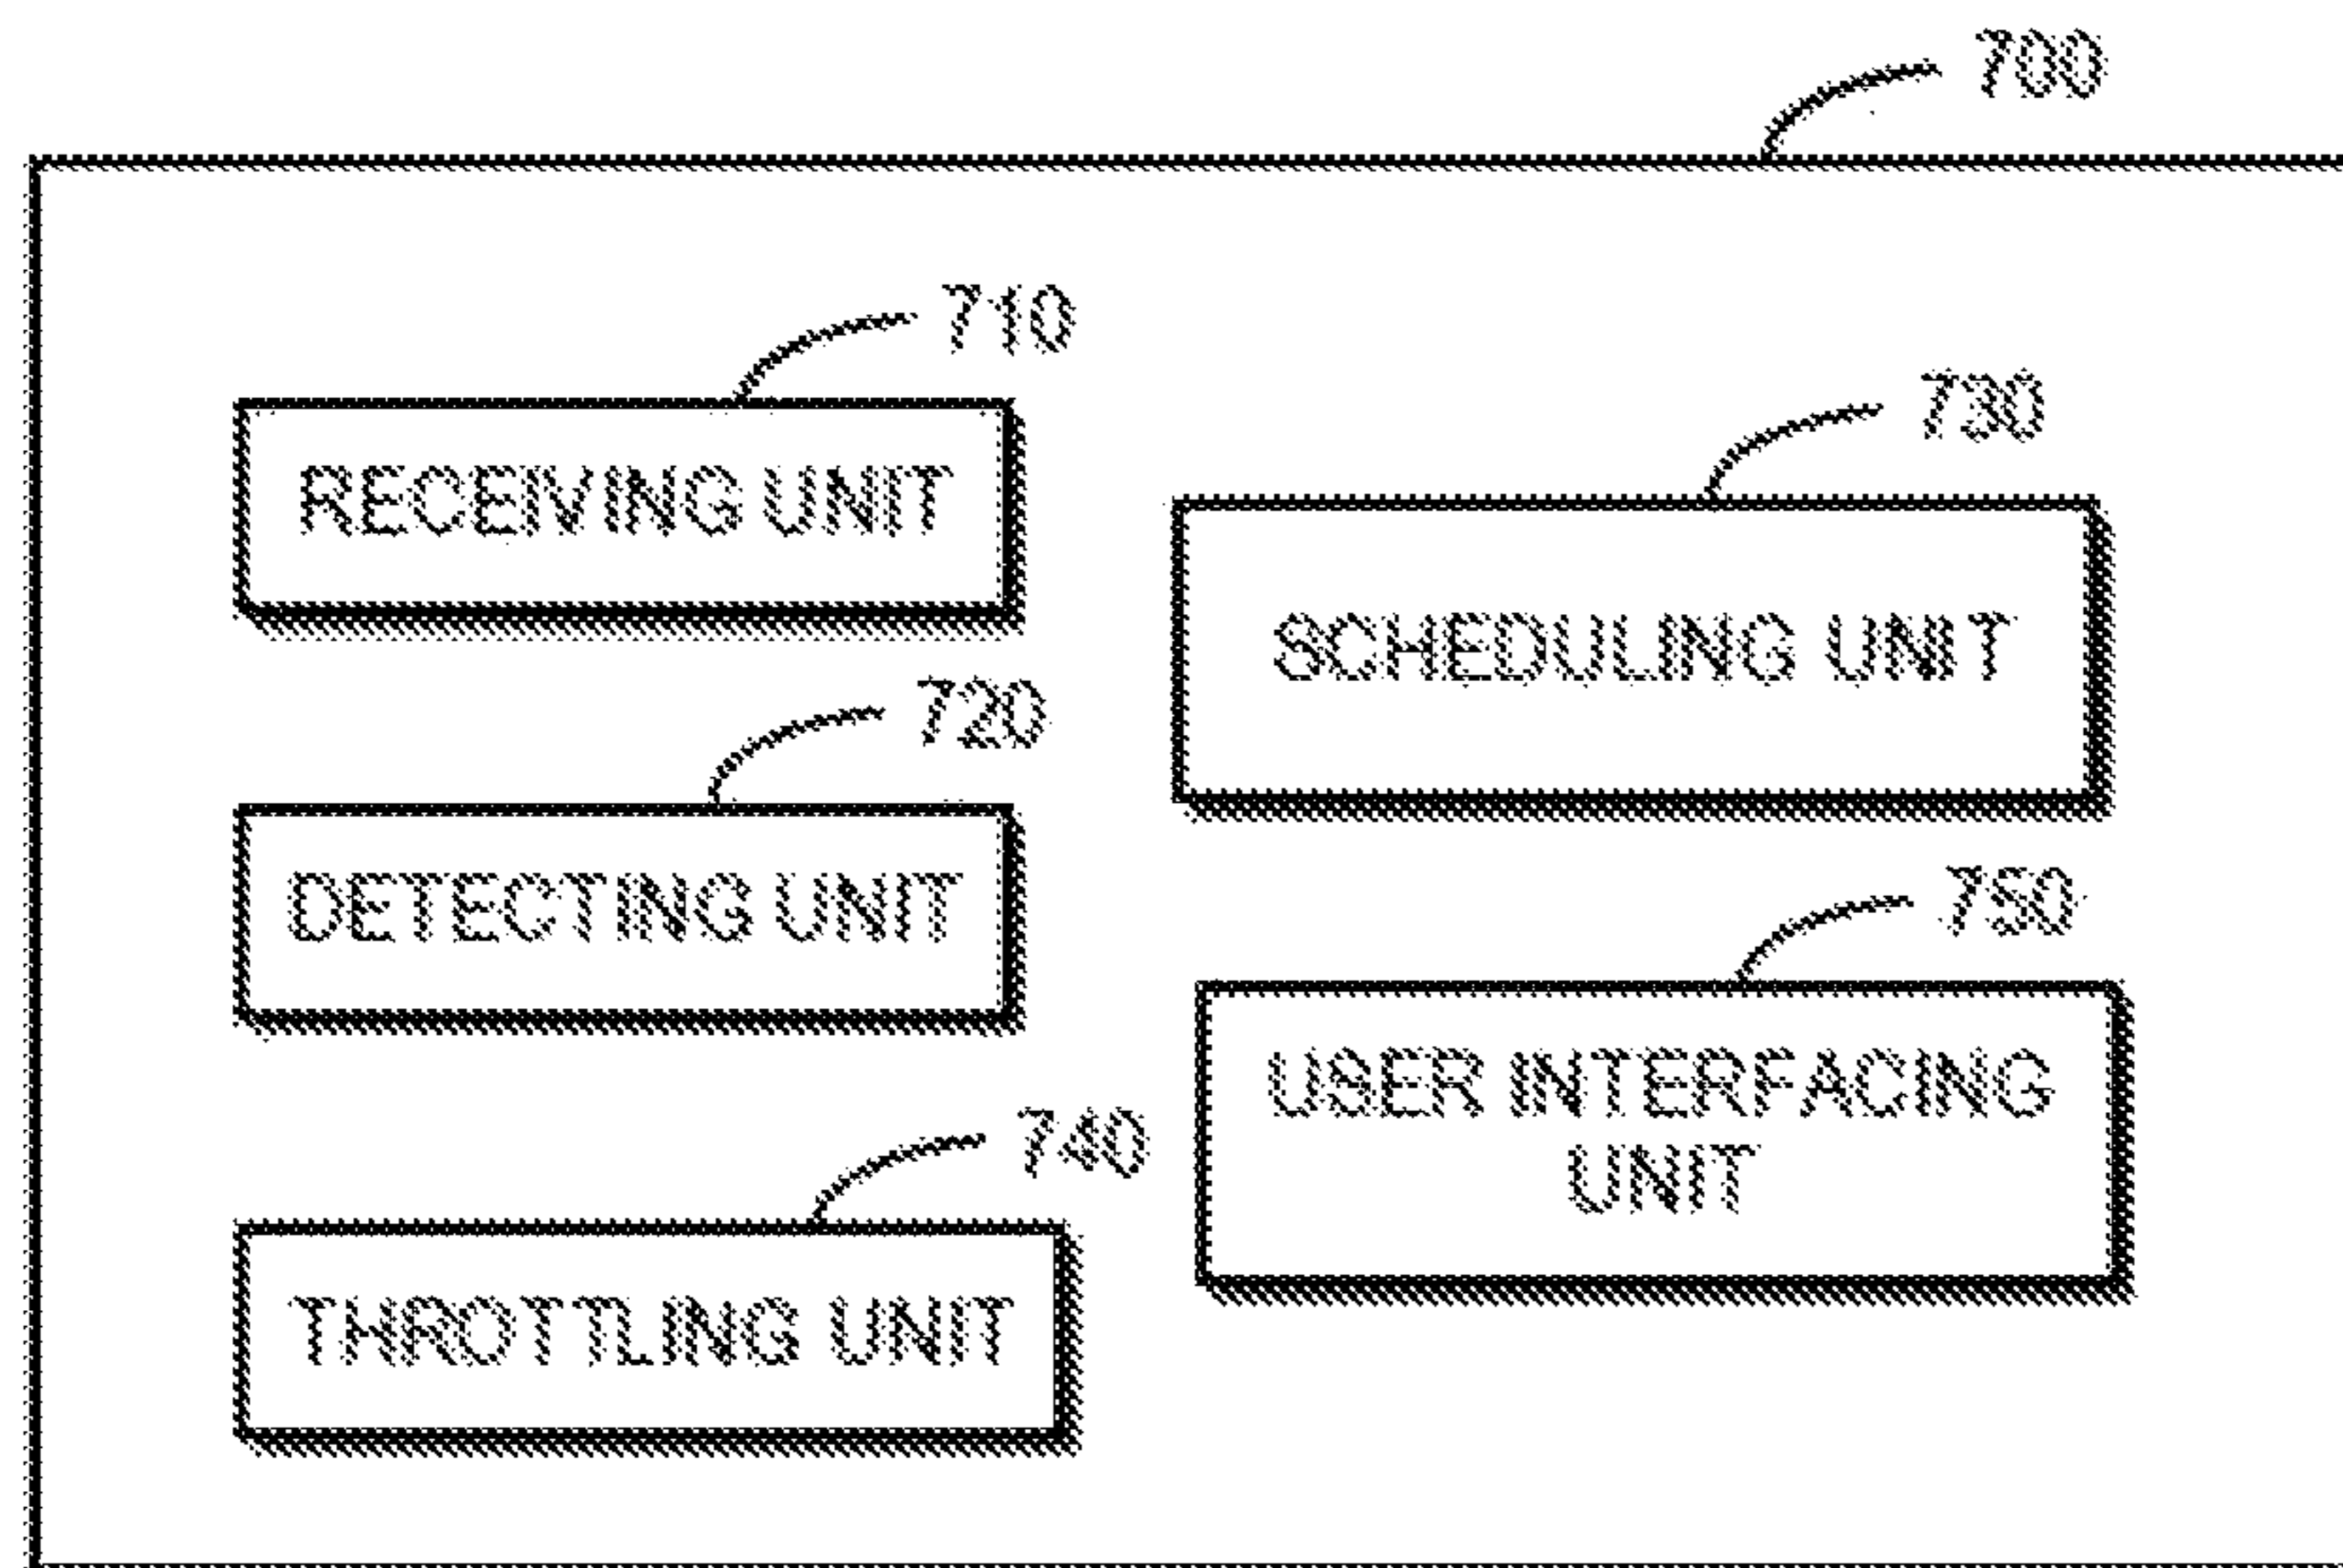 700
710
RECEIVING UNIT
730
SCHEDULING UNIT
720
DETECTING UNIT
750
USER INTERFACING
UNIT
740
THROTTLING UNIT